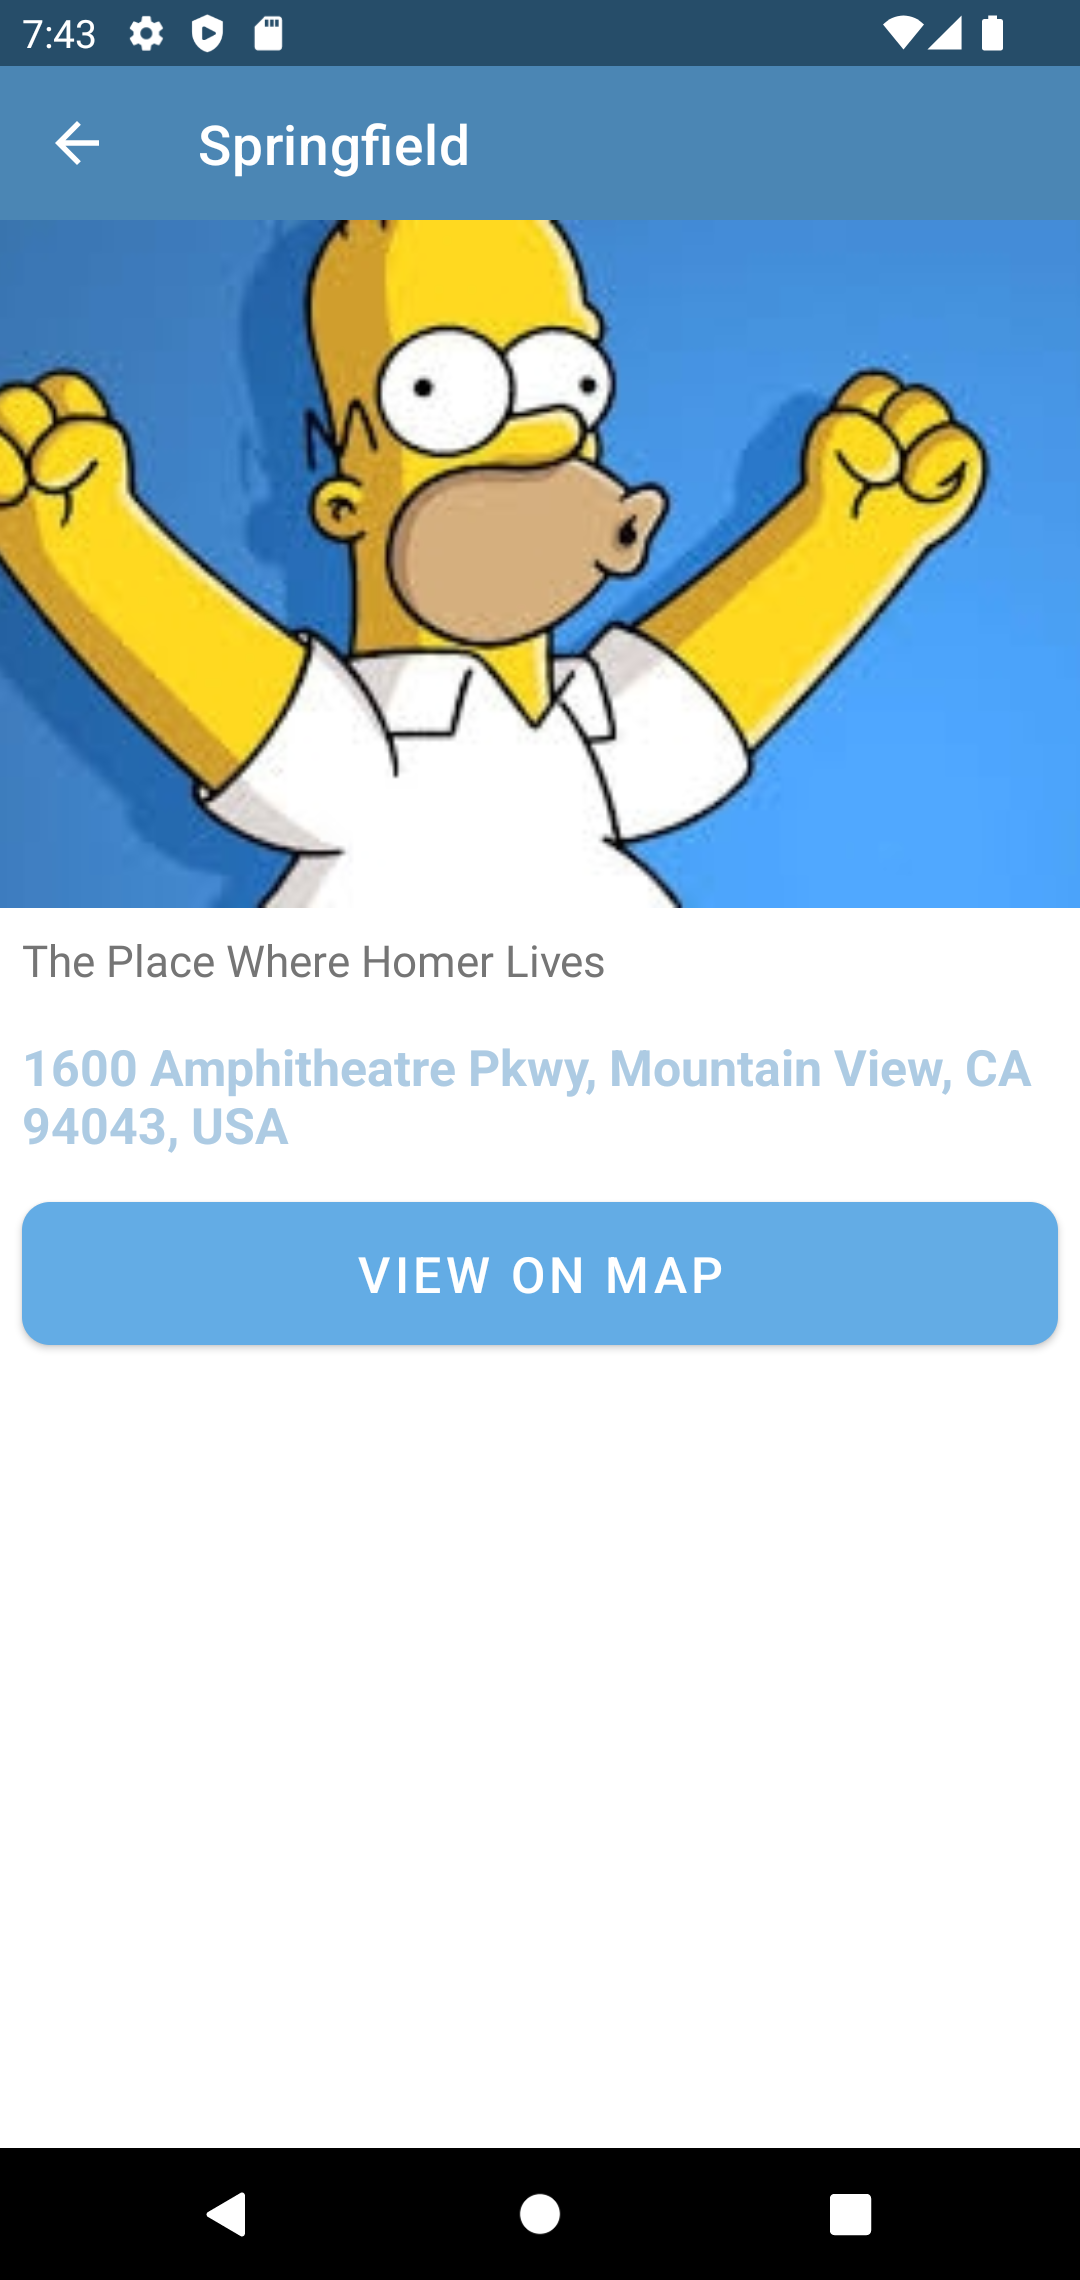 7:43
Springfield
The Place Where Homer Lives
1600 Amphitheatre Pkwy, Mountain View, CA
94043, USA
VIEW ON MAP